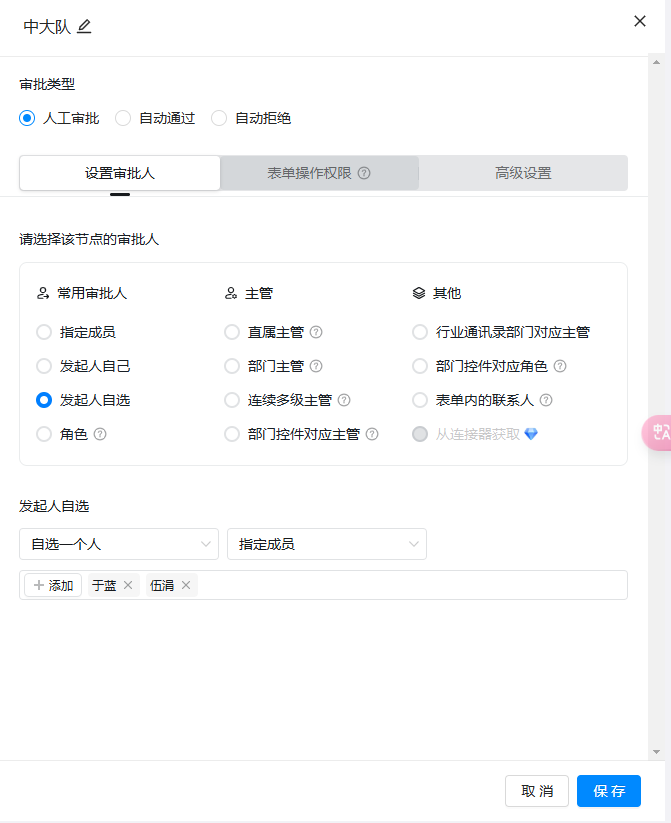 中大队
审批类型
人工审批 自动通过 自动拒绝
设置审批人 表单操作权限 高级设置
请选择该节点的审批人
常用审批人 主管 其他
指定成员 直属主管 行业通讯录部门对应主管
发起人自己 部门主管 部门控件对应角色
发起人自选 连续多级主管 表单内的联系人
角色 部门控件对应主管 从连接器获取
发起人自选
自选一个人 指定成员
添加 于蓝 伍涓
取消 保存